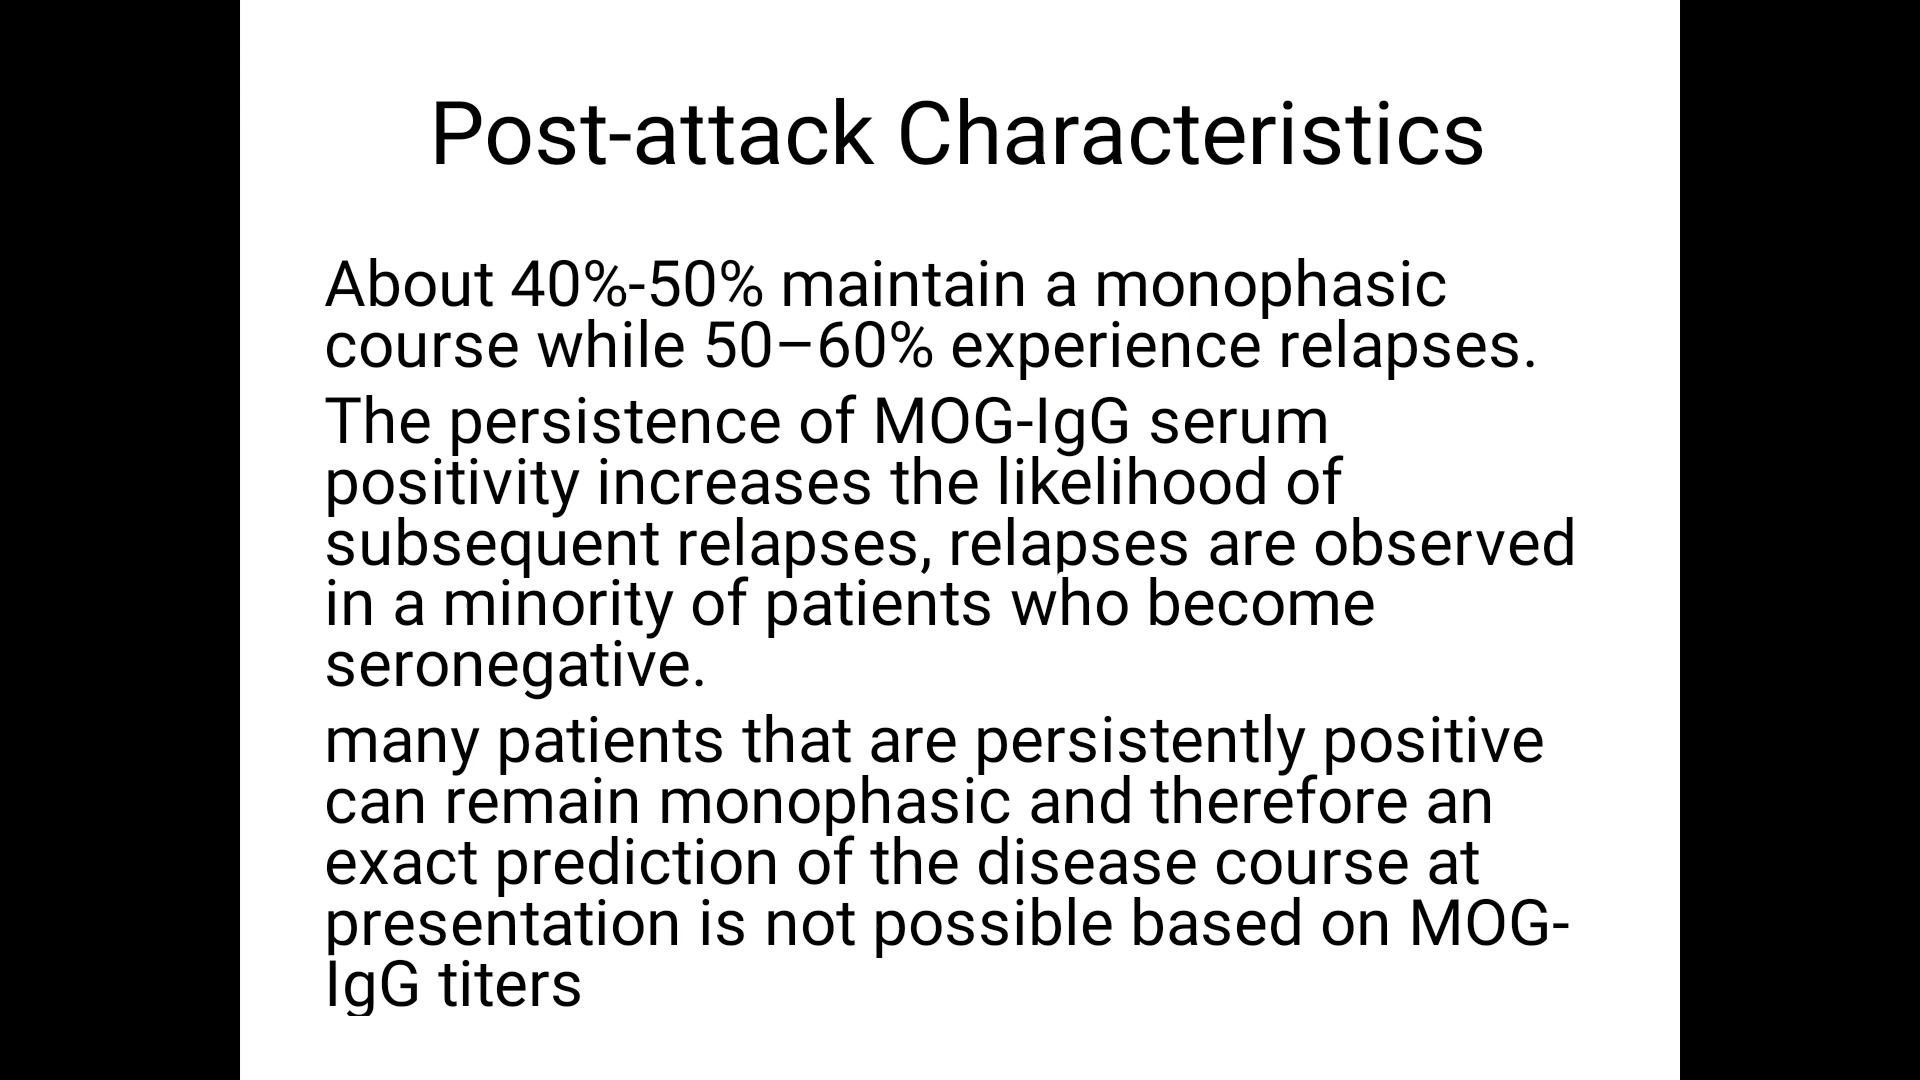 Post-attack Characteristics
About 40%-50% maintain a monophasic
course while 50–60% experience relapses.
The persistence of MOG-IgG serum
positivity increases the likelihood of
subsequent relapses, relapses are observed
in a minority of patients who become
seronegative.
many patients that are persistently positive
can remain monophasic and therefore an
exact prediction of the disease course at
presentation is not possible based on MOG-
IgG titers